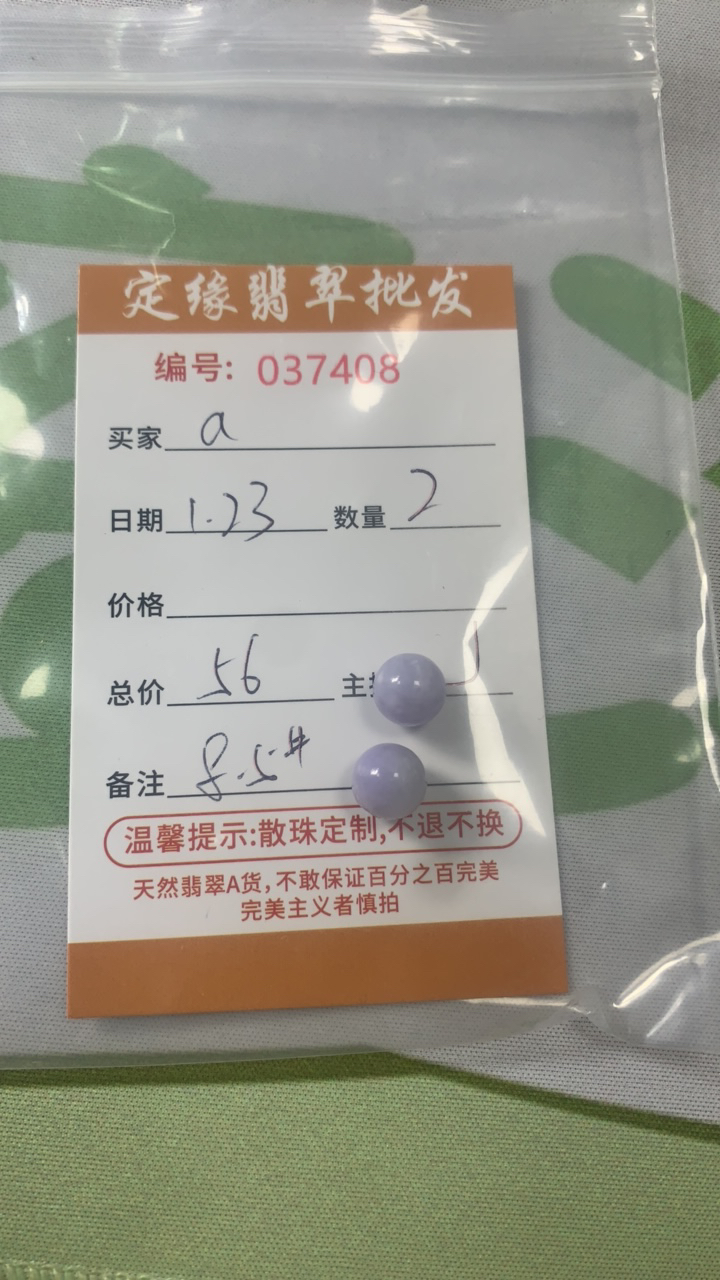 定缘翡翠批发
编号: 037408
买家 a
日期 1.23 数量 2
价格
总价 56 主
备注 8.5#
温馨提示:散珠定制,不退不换
天然翡翠A货,不敢保证百分之百完美
完美主义者慎拍